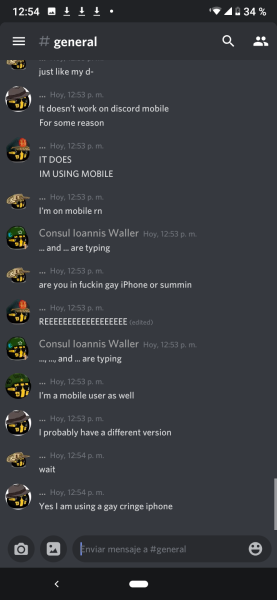 12:54
34 %
# general
just like my d-
... Hoy, 12:53 p. m.
It doesn't work on discord mobile
For some reason
... Hoy, 12:53 p. m.
IT DOES
IM USING MOBILE
... Hoy, 12:53 p. m.
I'm on mobile rn
Consul Ioannis Waller Hoy, 12:53 p. m.
... and ... are typing
... Hoy, 12:53 p. m.
are you in fuckin gay iPhone or summin
... Hoy, 12:53 p. m.
REEEEEEEEEEEEEEEEEE (edited)
Consul Ioannis Waller Hoy, 12:53 p. m.
..., ..., and ... are typing
... Hoy, 12:53 p. m.
I'm a mobile user as well
... Hoy, 12:53 p. m.
I probably have a different version
... Hoy, 12:54 p. m.
wait
... Hoy, 12:54 p. m.
Yes I am using a gay cringe iphone
Enviar mensaje a #general